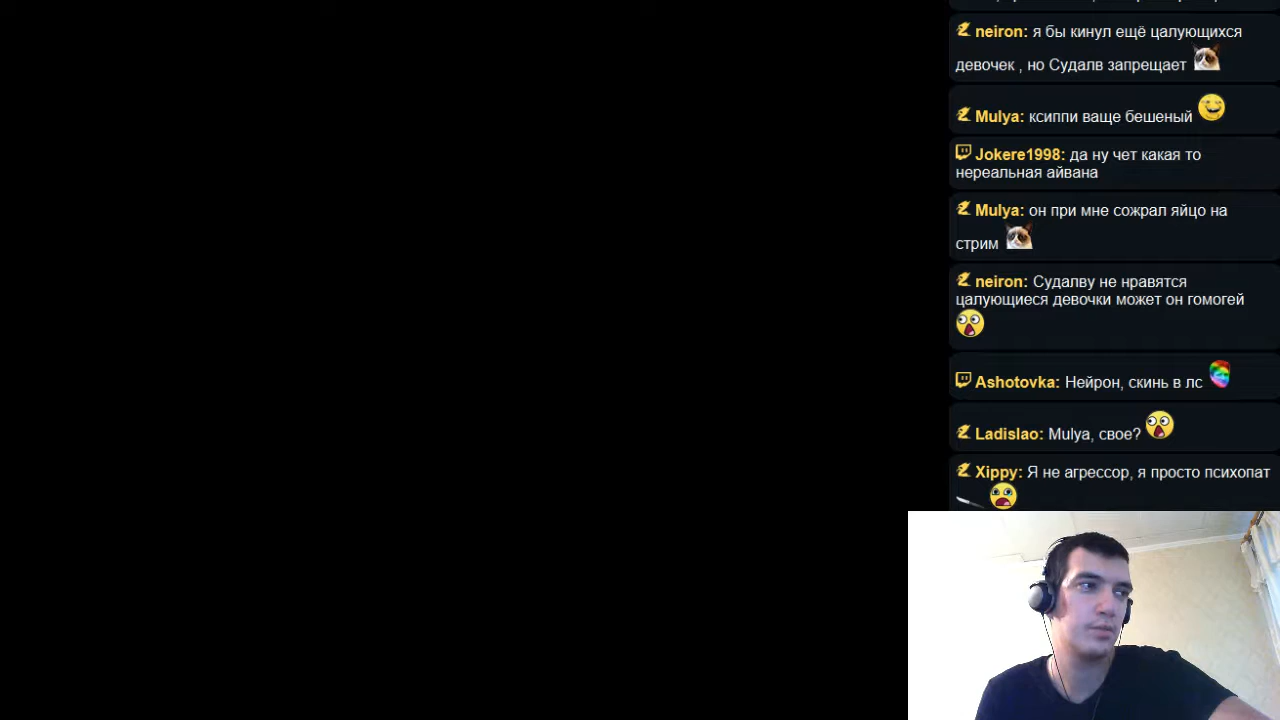 neiron: я бы кинул ещё цалующихся
девочек , но Судалв запрещает
Mulya: ксиппи ваще бешеный
Jokere1998: да ну чет какая то
нереальная айвана
Mulya: он при мне сожрал яйцо на
стрим
neiron: Судалву не нравятся
цалующиеся девочки может он гомогей
Ashotovka: Нейрон, скинь в лс
Ladislao: Mulya, свое?
Xippy: Я не агрессор, я просто психопат